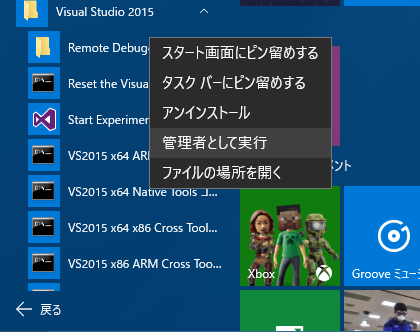 Visual Studio 2015
Remote Debug
スタート画面にピン留めする
タスク バーにピン留めする
Reset the Visua
アンインストール
Start Experimen
管理者として実行
VS2015 x64 ARM
ファイルの場所を開く
ント
VS2015 x64 Native Tools コ
VS2015 x64 x86 Cross Tool...
VS2015 x86 ARM Cross Too...
Xbox
Groove ミュージ
戻る